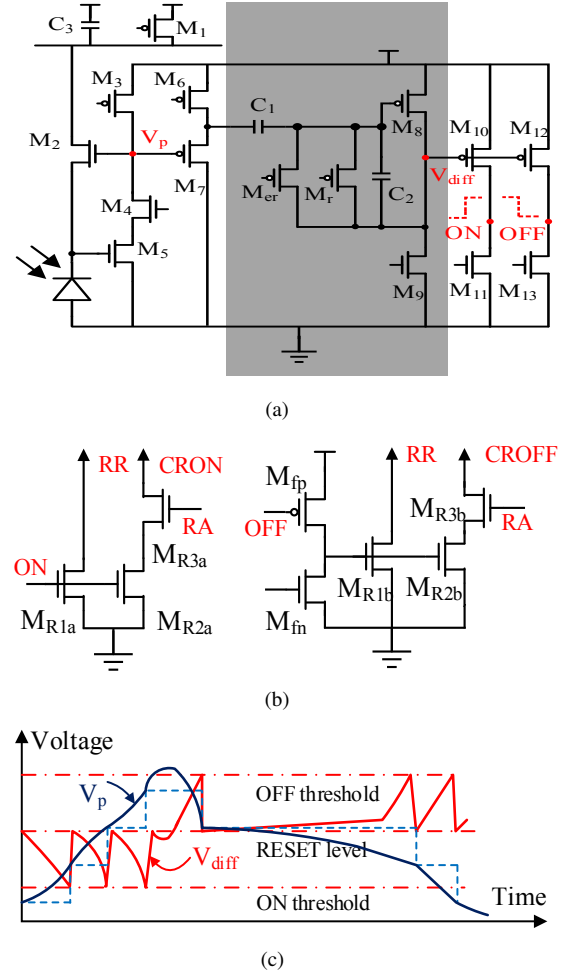 C3
M1
M3
M6
C1
M2
Vp
M8
M10
M12
M7
Mer
Mr
C2
Vdiff
M4
M5
ON
OFF
M9
M11
M13
(a)
RR
CRON
Mfp
RR
CROFF
RA
OFF
MR3b
RA
ON
MR3a
MR1a
MR2a
Mfn
MR1b
MR2b
(b)
Voltage
Vp
OFF threshold
RESET level
Vdiff
ON threshold
Time
(c)